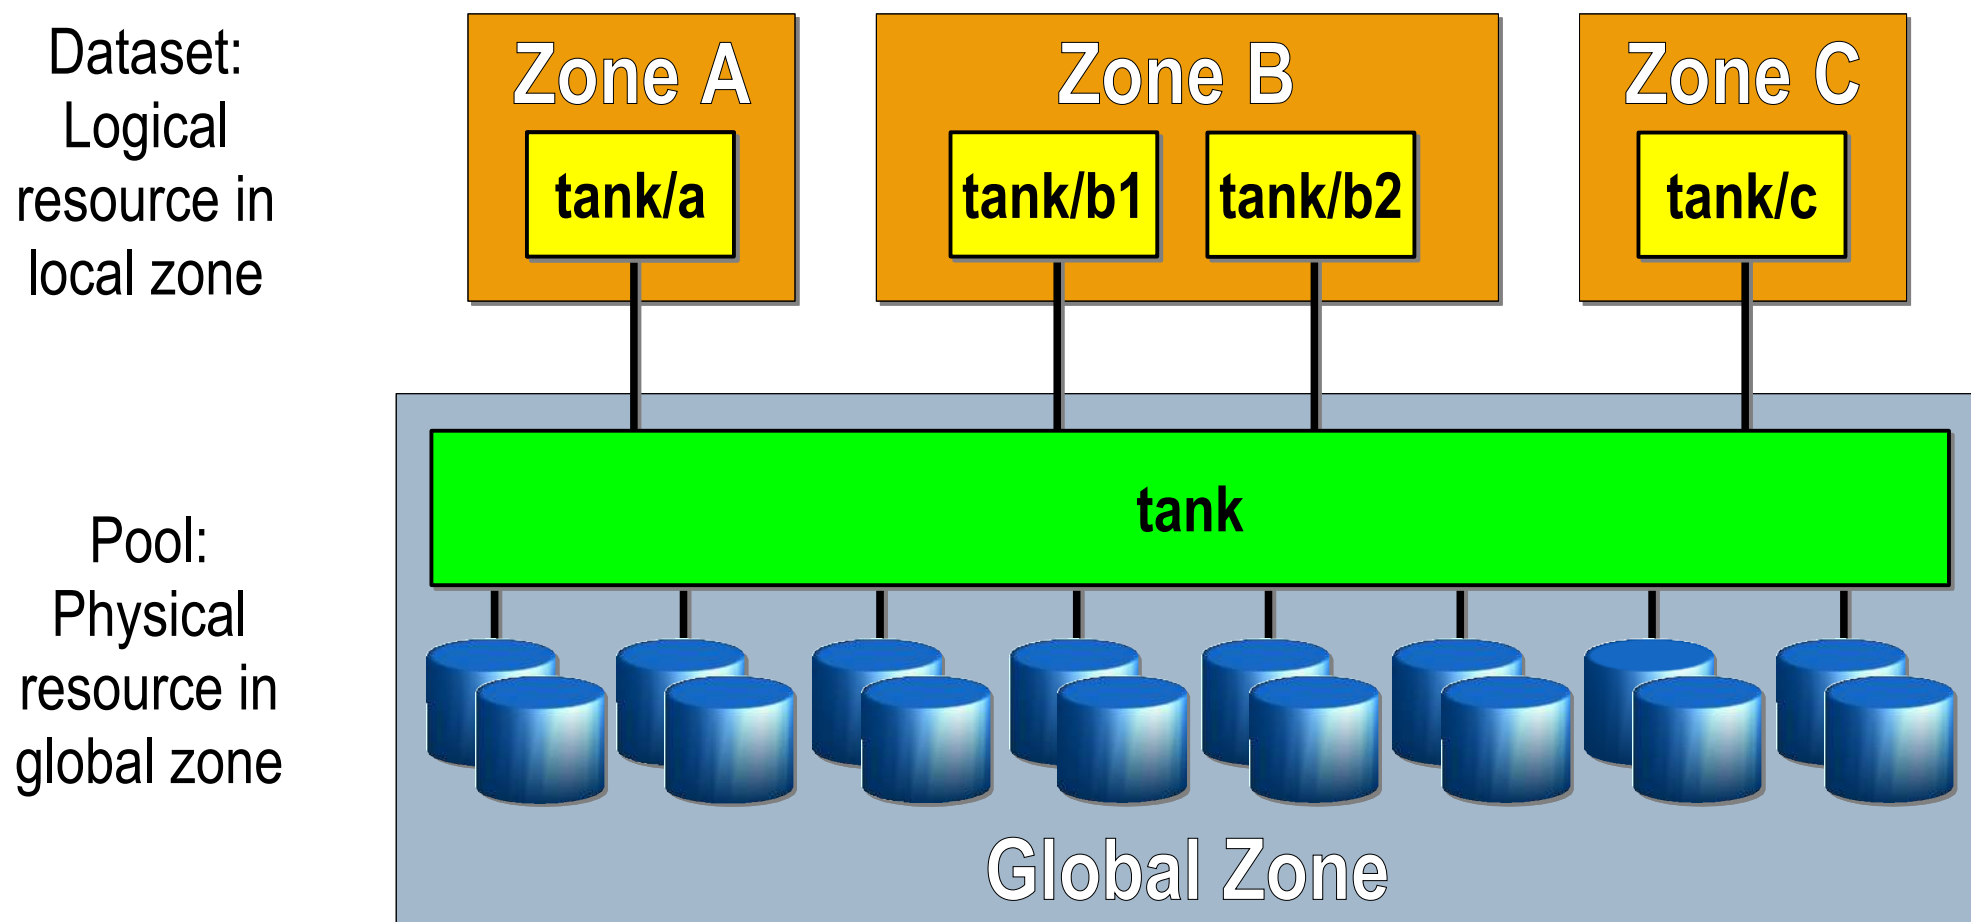 Dataset:
Logical
resource in
local zone
Zone A
tank/a
Zone B
tank/b1 tank/b2
Zone C
tank/c
Pool:
Physical
resource in
global zone
tank
Global Zone